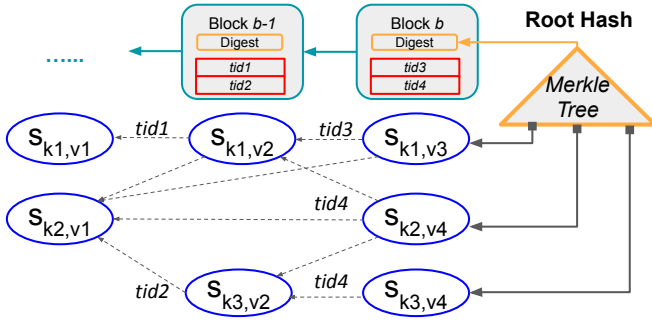 Block b-1
Block b
Root Hash
Digest
Digest
......
tid1
tid3
tid2
tid4
Merkle
Tree
tid1
tid3
Sk1,v1
Sk1,v2
Sk1,v3
Sk2,v1
tid4
Sk2,v4
tid2
Sk3,v2
tid4
Sk3,v4